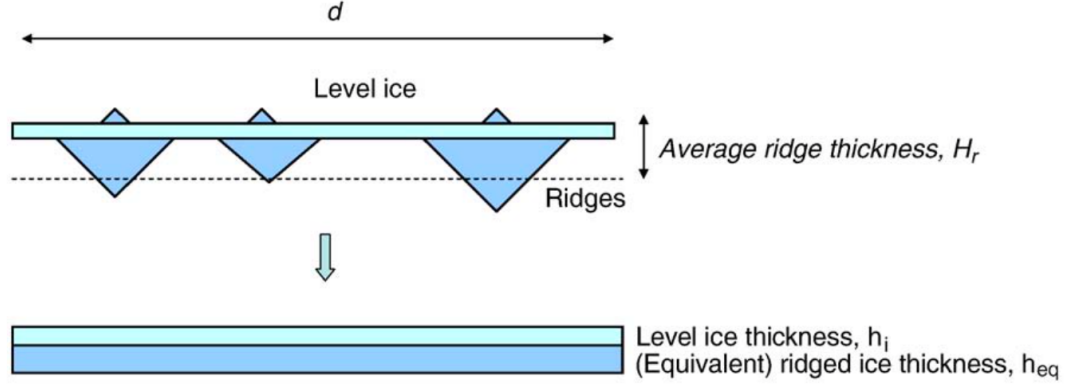 d
Level ice
Average ridge thickness, Hr
Ridges
Level ice thickness, hi
(Equivalent) ridged ice thickness, heq